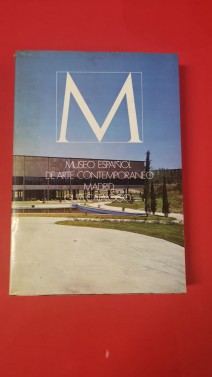 M
MUSEO ESPAÑOL
DE ARTE CONTEMPORANEO
MADRID